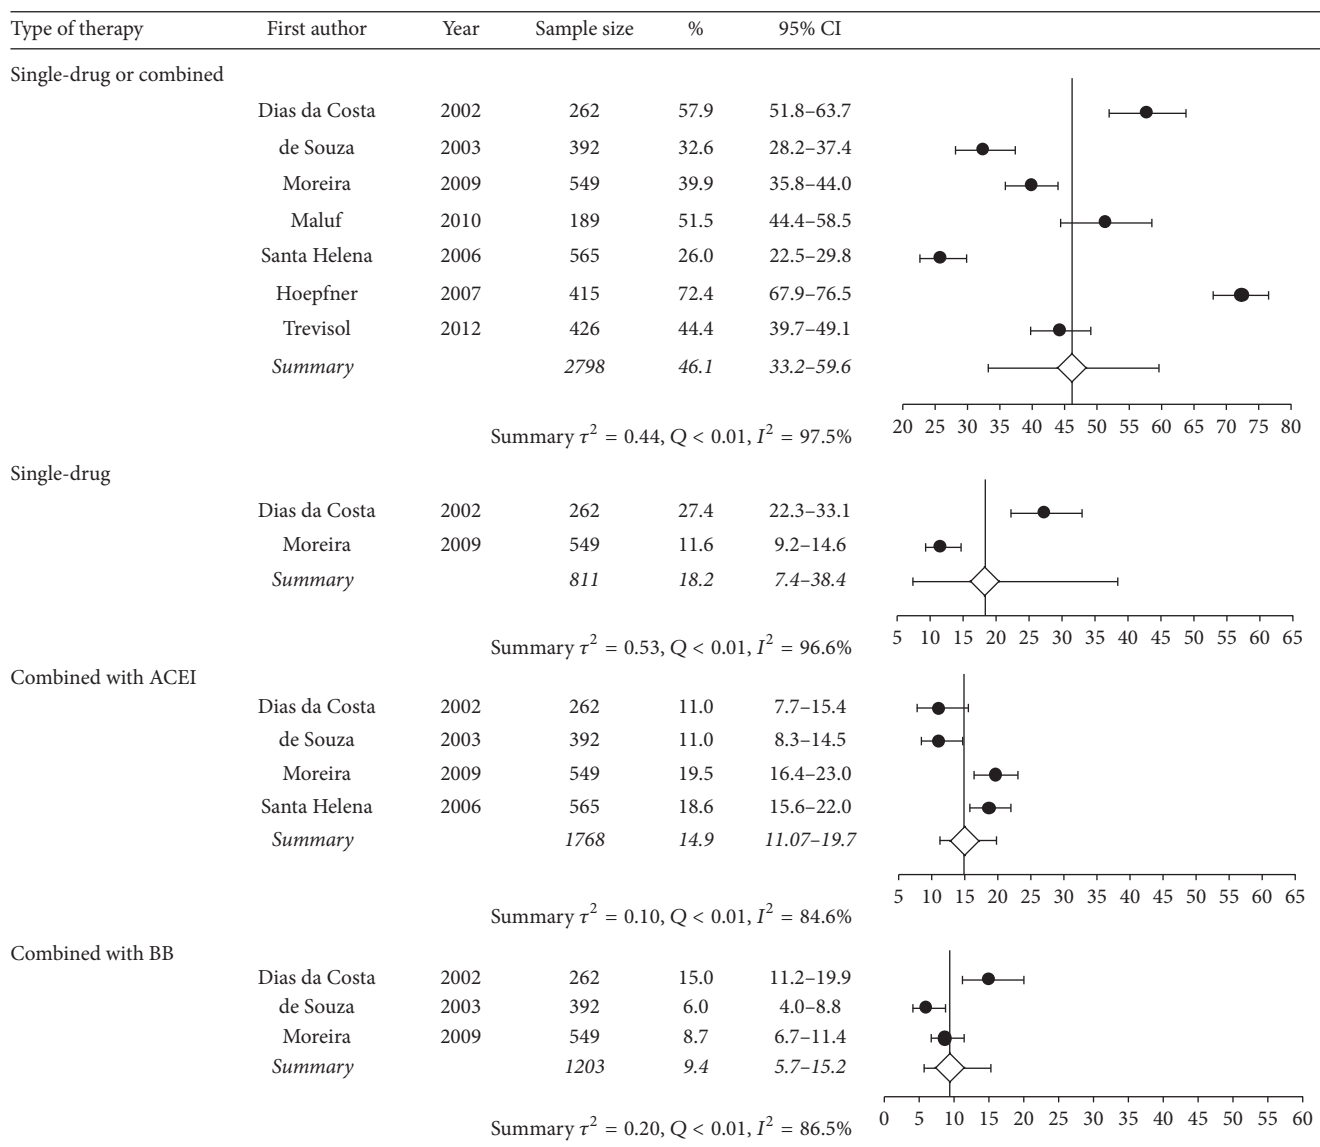 Type of therapy First author Year Sample size % 95% CI
Single-drug or combined
Dias da Costa 2002 262 57.9 51.8–63.7
de Souza 2003 392 32.6 28.2–37.4
Moreira 2009 549 39.9 35.8–44.0
Maluf 2010 189 51.5 44.4–58.5
Santa Helena 2006 565 26.0 22.5–29.8
Hoepfner 2007 415 72.4 67.9–76.5
Trevisol 2012 426 44.4 39.7–49.1
Summary 2798 46.1 33.2–59.6
20 25 30 35 40 45 50 55 60 65 70 75 80
Summary τ² = 0.44, Q < 0.01, I² = 97.5%
Single-drug
Dias da Costa 2002 262 27.4 22.3–33.1
Moreira 2009 549 11.6 9.2–14.6
Summary 811 18.2 7.4–38.4
5 10 15 20 25 30 35 40 45 50 55 60 65
Summary τ² = 0.53, Q < 0.01, I² = 96.6%
Combined with ACEI
Dias da Costa 2002 262 11.0 7.7–15.4
de Souza 2003 392 11.0 8.3–14.5
Moreira 2009 549 19.5 16.4–23.0
Santa Helena 2006 565 18.6 15.6–22.0
Summary 1768 14.9 11.07–19.7
5 10 15 20 25 30 35 40 45 50 55 60 65
Summary τ² = 0.10, Q < 0.01, I² = 84.6%
Combined with BB
Dias da Costa 2002 262 15.0 11.2–19.9
de Souza 2003 392 6.0 4.0–8.8
Moreira 2009 549 8.7 6.7–11.4
Summary 1203 9.4 5.7–15.2
0 5 10 15 20 25 30 35 40 45 50 55 60
Summary τ² = 0.20, Q < 0.01, I² = 86.5%